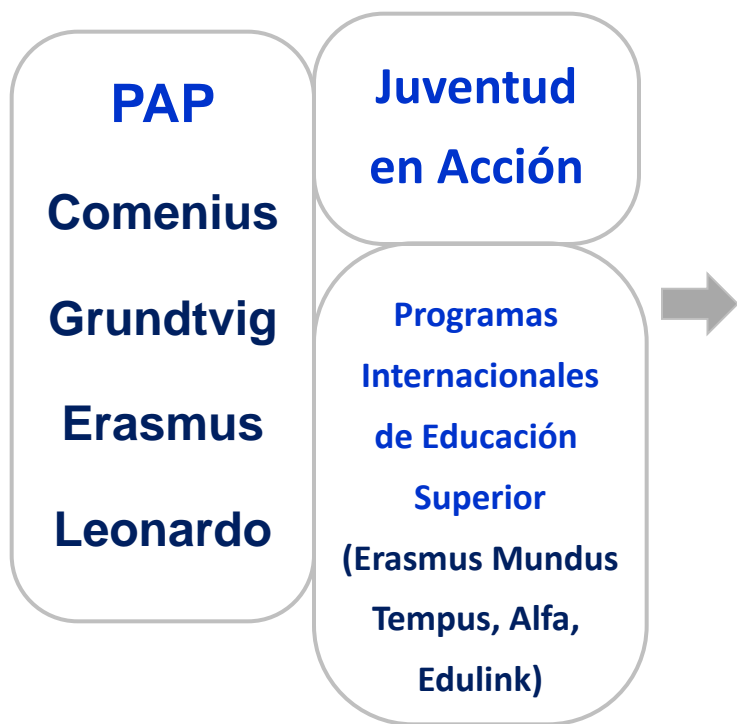 PAP
Comenius
Grundtvig
Erasmus
Leonardo
Juventud
en Acción
Programas
Internacionales
de Educación
Superior
(Erasmus Mundus
Tempus, Alfa,
Edulink)